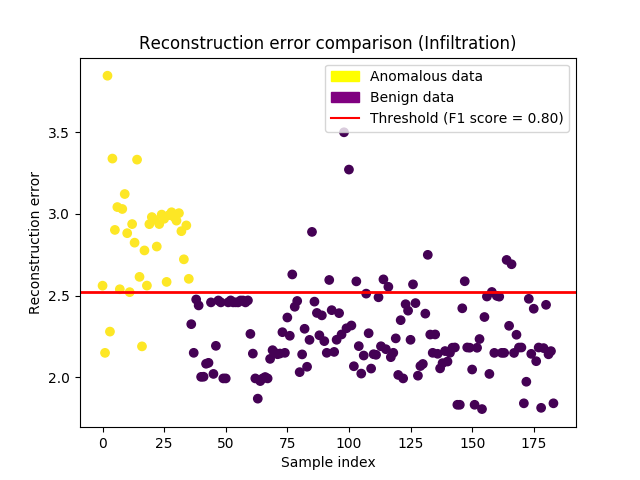 Reconstruction error comparison (Infiltration)
Anomalous data
Benign data
Threshold (F1 score = 0.80)
Reconstruction error
3.5
3.0
2.5
2.0
0
25
50
75
100
125
150
175
Sample index